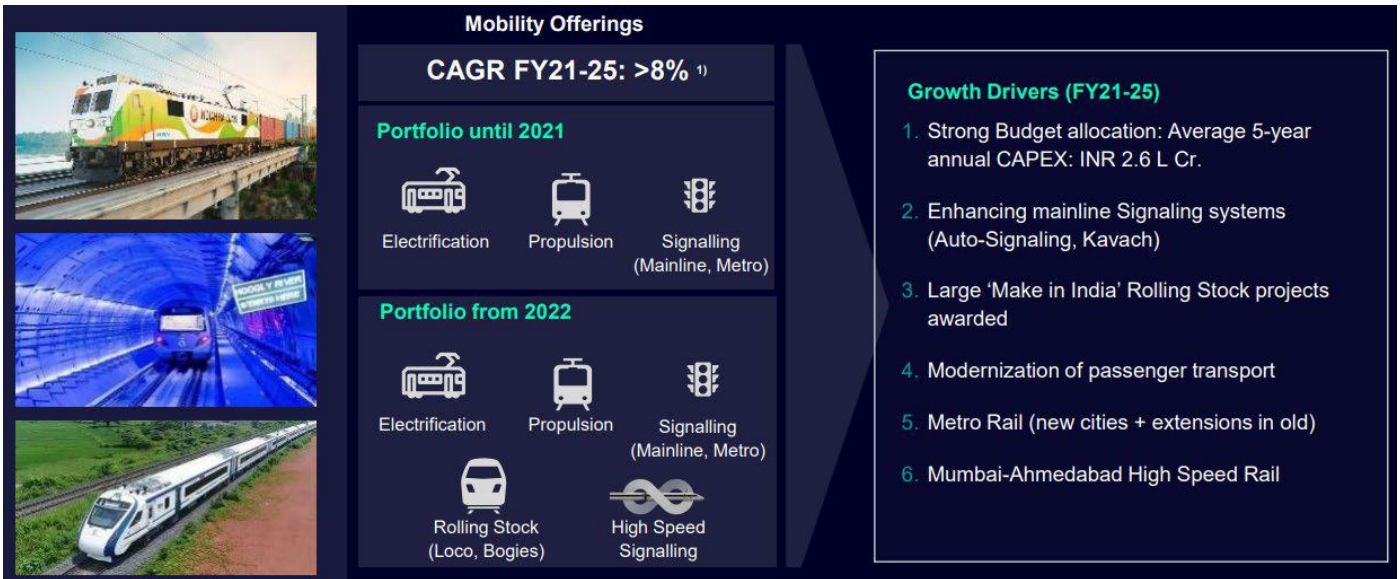 Mobility Offerings
CAGR FY21-25: >8% 1)
Portfolio until 2021
Electrification
Propulsion
Signalling
(Mainline, Metro)
Portfolio from 2022
Electrification
Propulsion
Signalling
(Mainline, Metro)
Rolling Stock
(Loco, Bogies)
High Speed
Signalling
HOOGLY RIVER
STARTS HERE
Growth Drivers (FY21-25)
1. Strong Budget allocation: Average 5-year
annual CAPEX: INR 2.6 L Cr.
2. Enhancing mainline Signaling systems
(Auto-Signaling, Kavach)
3. Large ‘Make in India’ Rolling Stock projects
awarded
4. Modernization of passenger transport
5. Metro Rail (new cities + extensions in old)
6. Mumbai-Ahmedabad High Speed Rail